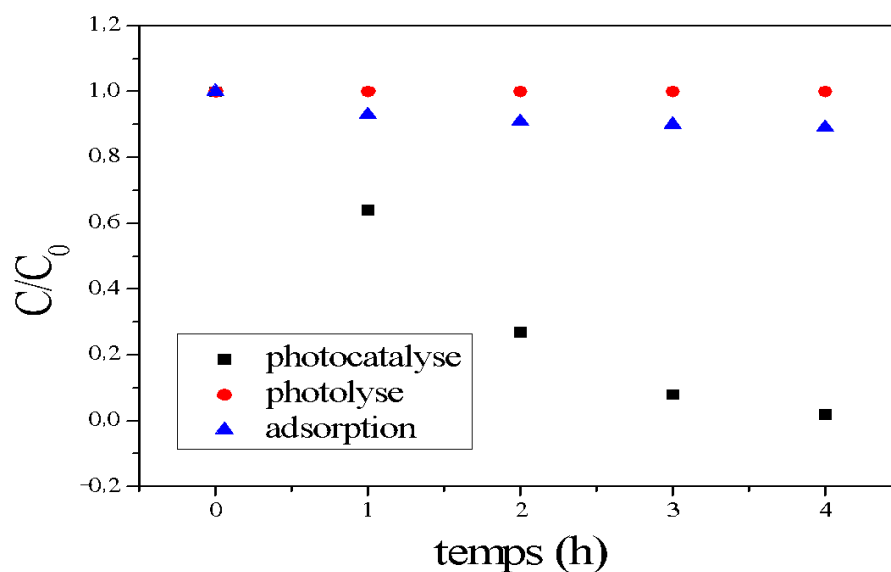 1,2
1,0
0,8
0,6
0,4
0,2
0,0
-0,2
C/C0
photocatalyse
photolyse
adsorption
0 1 2 3 4
temps (h)